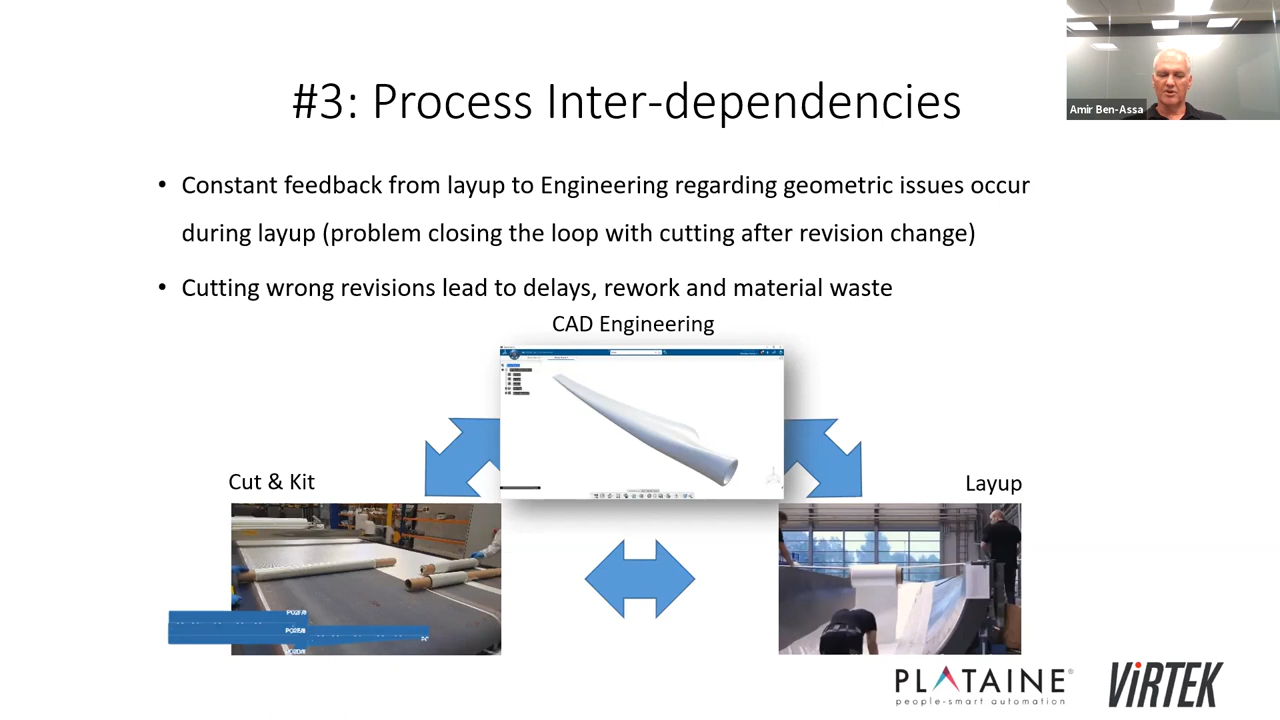 #3: Process Inter-dependencies
Amir Ben-Assa
• Constant feedback from layup to Engineering regarding geometric issues occur
during layup (problem closing the loop with cutting after revision change)
• Cutting wrong revisions lead to delays, rework and material waste
CAD Engineering
Cut & Kit
Layup
PLATAINE®
people-smart automation
ViRTEK